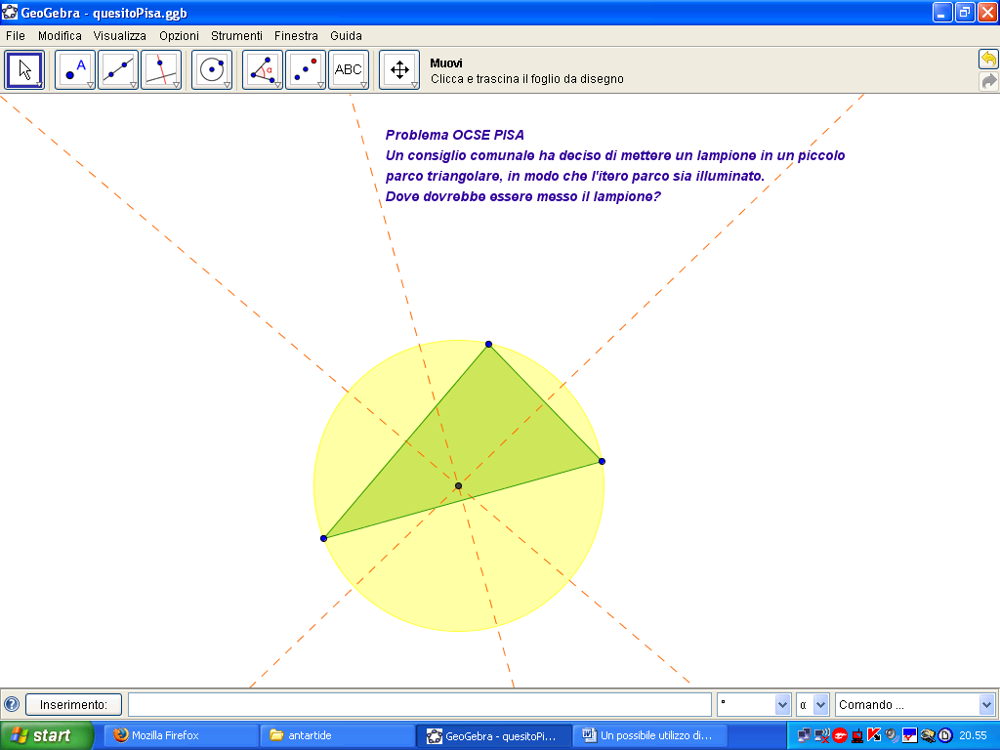 GeoGebra - quesitoPisa.ggb
File Modifica Visualizza Opzioni Strumenti Finestra Guida
A
α
ABC
Muovi
Clicca e trascina il foglio da disegno
Problema OCSE PISA
Un consiglio comunale ha deciso di mettere un lampione in un piccolo
parco triangolare, in modo che l'itero parco sia illuminato.
Dove dovrebbe essere messo il lampione?
? Inserimento: ° α Comando ...
start Mozilla Firefox antartide GeoGebra - quesitoPi... Un possibile utilizzo di... 20.55